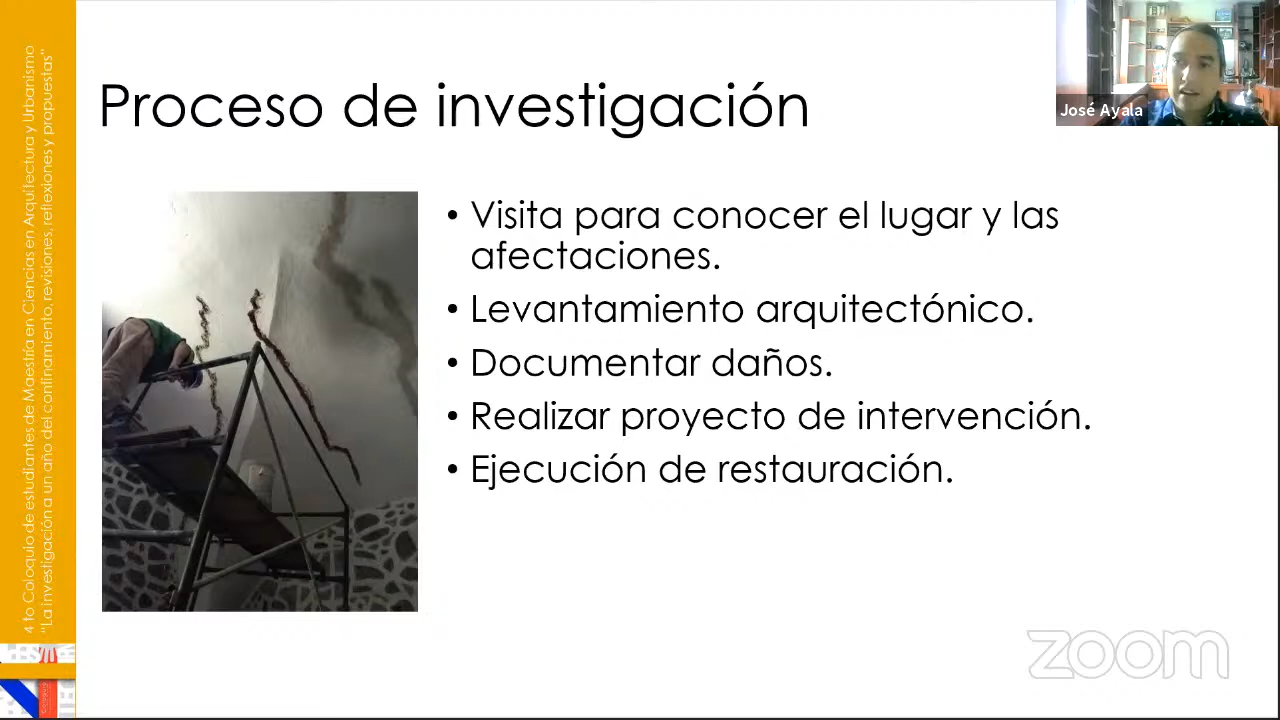 4 to Coloquio de estudiantes de Maestría en Ciencias en Arquitectura y Urbanismo
"La investigación a un año del confinamiento, revisiones, reflexiones y propuestas"
Proceso de investigación
José Ayala
• Visita para conocer el lugar y las
afectaciones.
• Levantamiento arquitectónico.
• Documentar daños.
• Realizar proyecto de intervención.
• Ejecución de restauración.
zoom